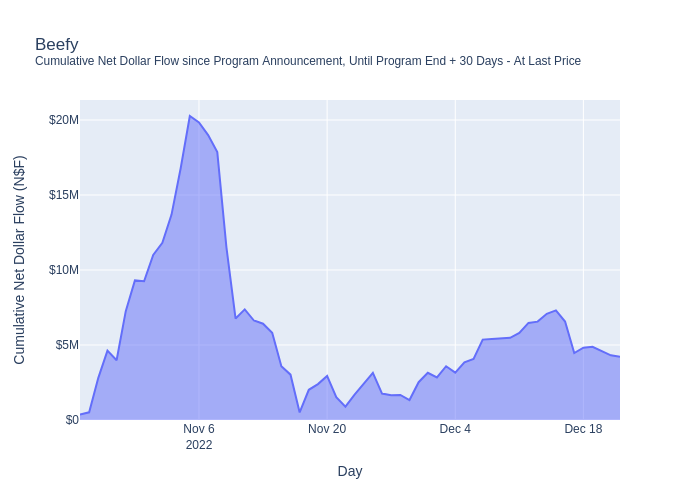 Beefy
Cumulative Net Dollar Flow since Program Announcement, Until Program End + 30 Days - At Last Price
Cumulative Net Dollar Flow (N$F)
$20M
$15M
$10M
$5M
$0
Nov 6
2022
Nov 20
Dec 4
Dec 18
Day